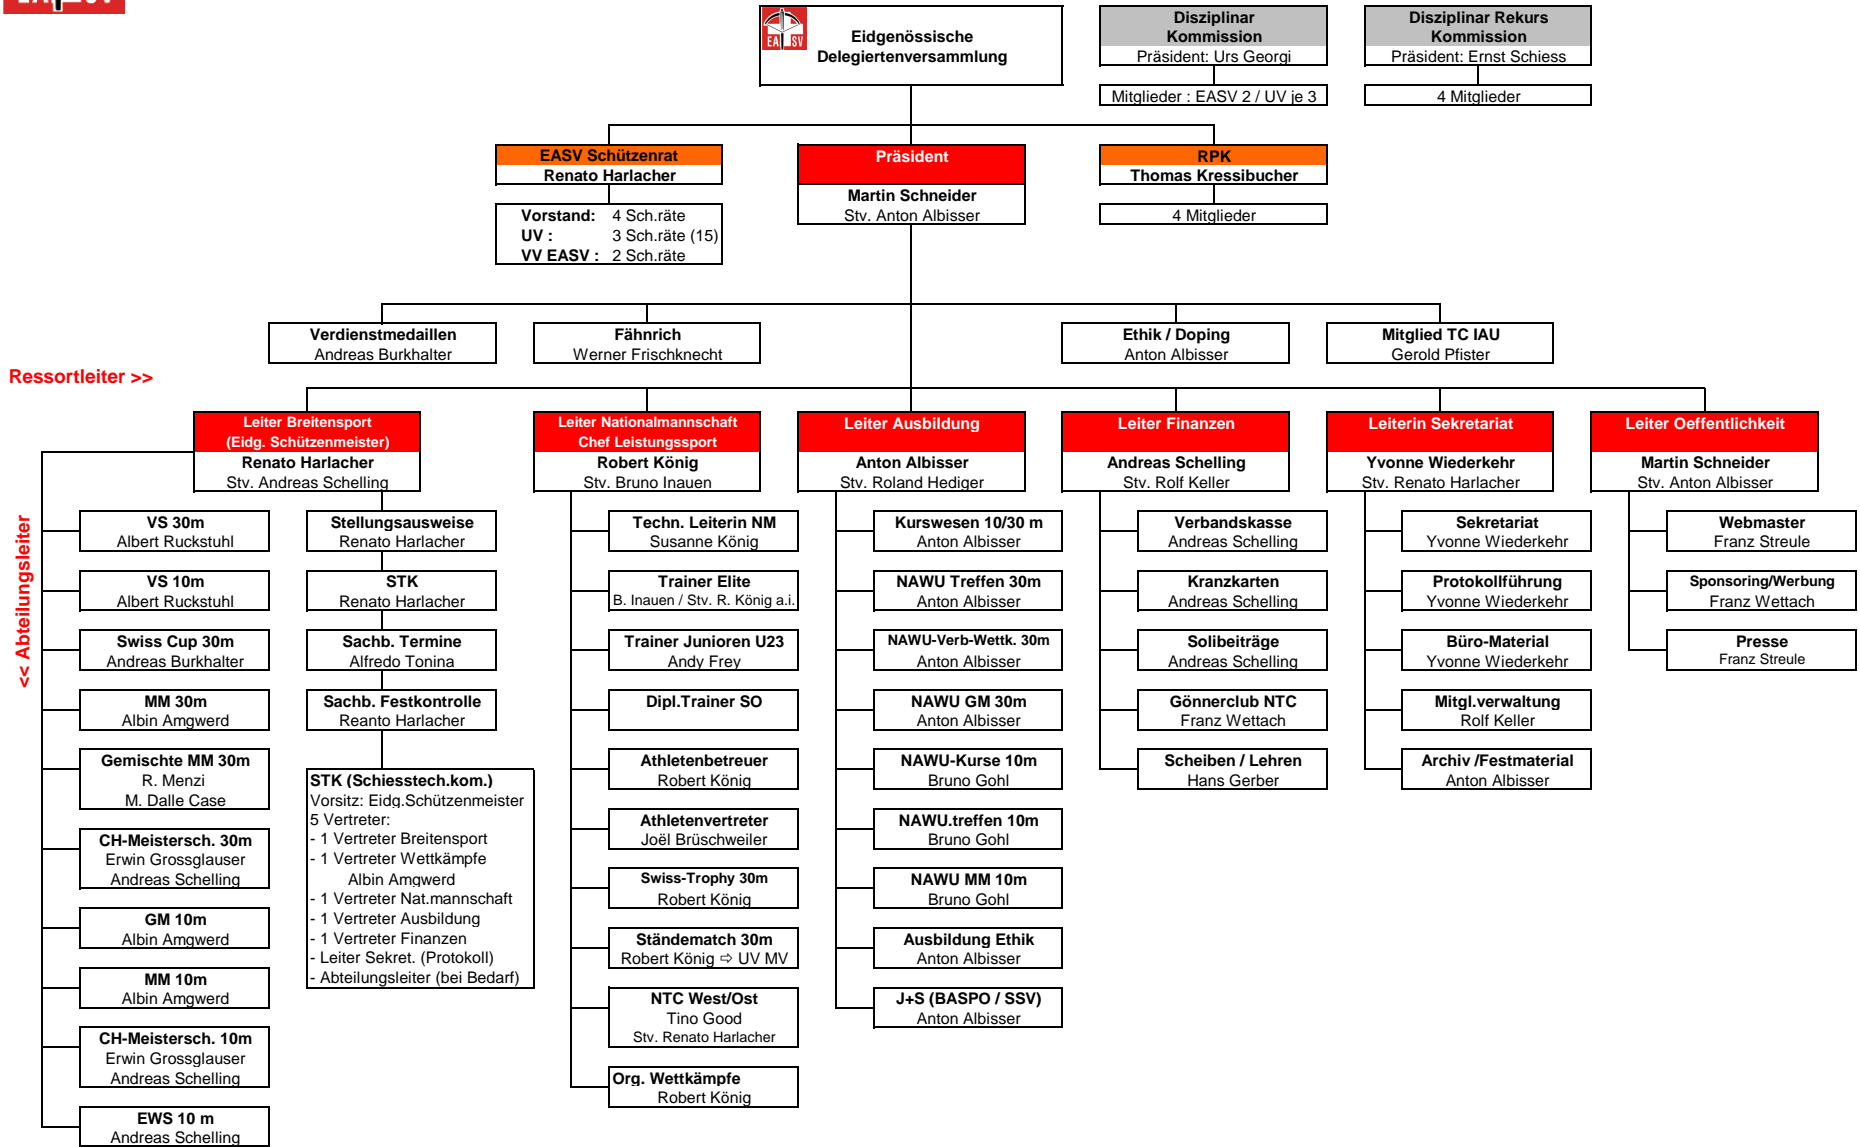 EASV
EASV
Eidgenössische
Delegiertenversammlung
Disziplinar
Kommission
Präsident: Urs Georgi
Mitglieder : EASV 2 / UV je 3
Disziplinar Rekurs
Kommission
Präsident: Ernst Schiess
4 Mitglieder
EASV Schützenrat
Renato Harlacher
Vorstand: 4 Sch.räte
UV : 3 Sch.räte (15)
VV EASV : 2 Sch.räte
Präsident
Martin Schneider
Stv. Anton Albisser
RPK
Thomas Kressibucher
4 Mitglieder
Verdienstmedaillen
Andreas Burkhalter
Fähnrich
Werner Frischknecht
Ethik / Doping
Anton Albisser
Mitglied TC IAU
Gerold Pfister
Ressortleiter >>
<< Abteilungsleiter
Leiter Breitensport
(Eidg. Schützenmeister)
Renato Harlacher
Stv. Andreas Schelling
VS 30m
Albert Ruckstuhl
VS 10m
Albert Ruckstuhl
Swiss Cup 30m
Andreas Burkhalter
MM 30m
Albin Amgwerd
Gemischte MM 30m
R. Menzi
M. Dalle Case
CH-Meistersch. 30m
Erwin Grossglauser
Andreas Schelling
GM 10m
Albin Amgwerd
MM 10m
Albin Amgwerd
CH-Meistersch. 10m
Erwin Grossglauser
Andreas Schelling
EWS 10 m
Andreas Schelling
Stellungsausweise
Renato Harlacher
STK
Renato Harlacher
Sachb. Termine
Alfredo Tonina
Sachb. Festkontrolle
Reanto Harlacher
STK (Schiesstech.kom.)
Vorsitz: Eidg.Schützenmeister
5 Vertreter:
- 1 Vertreter Breitensport
- 1 Vertreter Wettkämpfe
Albin Amgwerd
- 1 Vertreter Nat.mannschaft
- 1 Vertreter Ausbildung
- 1 Vertreter Finanzen
- Leiter Sekret. (Protokoll)
- Abteilungsleiter (bei Bedarf)
Leiter Nationalmannschaft
Chef Leistungssport
Robert König
Stv. Bruno Inauen
Techn. Leiterin NM
Susanne König
Trainer Elite
B. Inauen / Stv. R. König a.i.
Trainer Junioren U23
Andy Frey
Dipl.Trainer SO
Athletenbetreuer
Robert König
Athletenvertreter
Joël Brüschweiler
Swiss-Trophy 30m
Robert König
Ständematch 30m
Robert König ⇨ UV MV
NTC West/Ost
Tino Good
Stv. Renato Harlacher
Org. Wettkämpfe
Robert König
Leiter Ausbildung
Anton Albisser
Stv. Roland Hediger
Kurswesen 10/30 m
Anton Albisser
NAWU Treffen 30m
Anton Albisser
NAWU-Verb-Wettk. 30m
Anton Albisser
NAWU GM 30m
Anton Albisser
NAWU-Kurse 10m
Bruno Gohl
NAWU.treffen 10m
Bruno Gohl
NAWU MM 10m
Bruno Gohl
Ausbildung Ethik
Anton Albisser
J+S (BASPO / SSV)
Anton Albisser
Leiter Finanzen
Andreas Schelling
Stv. Rolf Keller
Verbandskasse
Andreas Schelling
Kranzkarten
Andreas Schelling
Solibeiträge
Andreas Schelling
Gönnerclub NTC
Franz Wettach
Scheiben / Lehren
Hans Gerber
Leiterin Sekretariat
Yvonne Wiederkehr
Stv. Renato Harlacher
Sekretariat
Yvonne Wiederkehr
Protokollführung
Yvonne Wiederkehr
Büro-Material
Yvonne Wiederkehr
Mitgl.verwaltung
Rolf Keller
Archiv /Festmaterial
Anton Albisser
Leiter Oeffentlichkeit
Martin Schneider
Stv. Anton Albisser
Webmaster
Franz Streule
Sponsoring/Werbung
Franz Wettach
Presse
Franz Streule